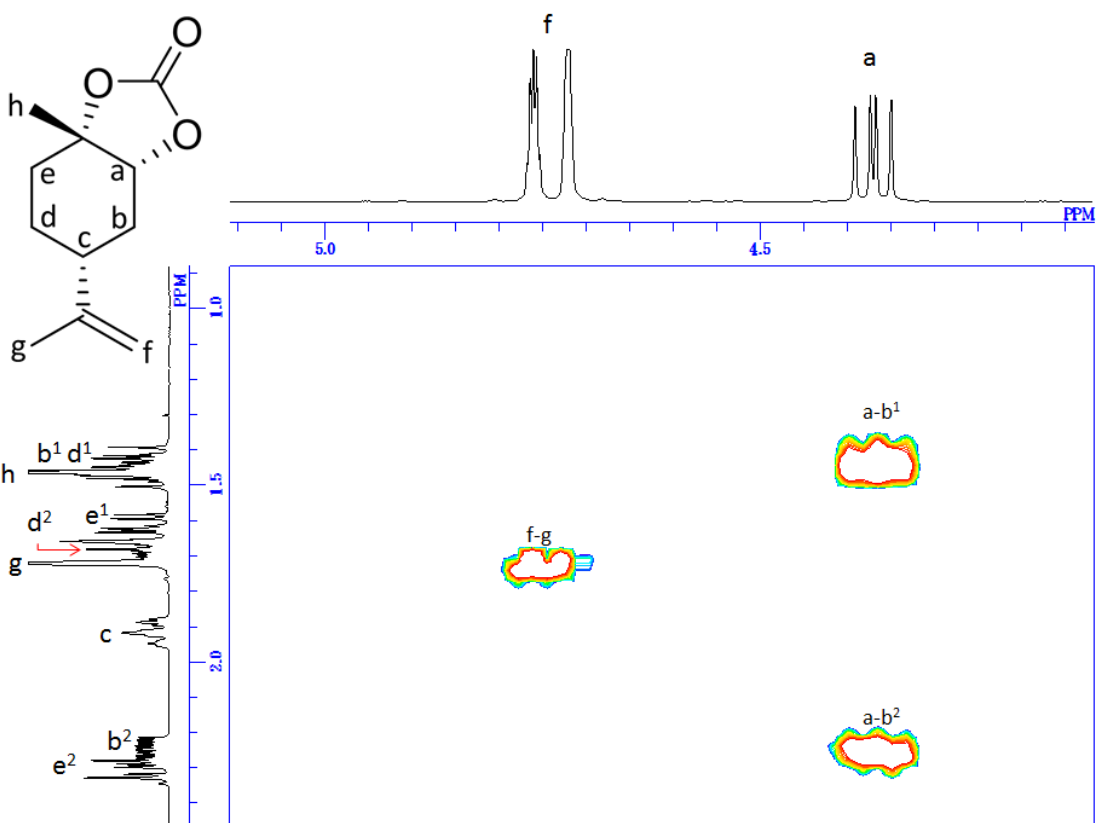 O
O
h
O
e
a
d
b
c
g
f
f
a
PPM
5.0
4.5
PPM
1.0
1.5
2.0
b¹ d¹
h
e¹
d²
g
c
b²
e²
a-b¹
f-g
a-b²